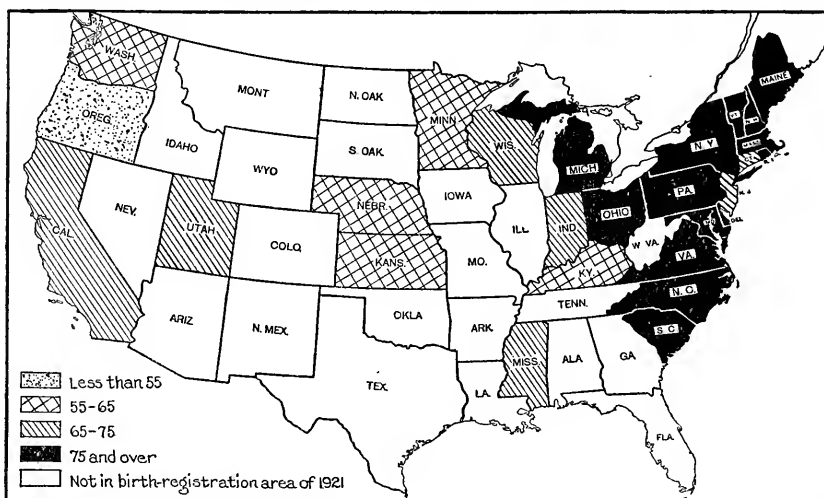 WASH.
MONT
N. DAK.
MINN
MAINE
OREG.
IDAHO
S. DAK.
WIS.
MICH.
N.Y
VT.
N.H.
MASS
WYO
NEV.
UTAH
COLO.
NEBR.
IOWA
ILL.
IND
OHIO
PA.
N.J
DEL.
CAL.
KANS.
MO.
KY.
W. VA.
VA.
ARIZ
N. MEX.
OKLA
ARK.
TENN.
N.C.
S.C.
TEX.
LA.
MISS.
ALA
GA.
FLA.
Less than 55
55-65
65-75
75 and over
Not in birth-registration area of 1921